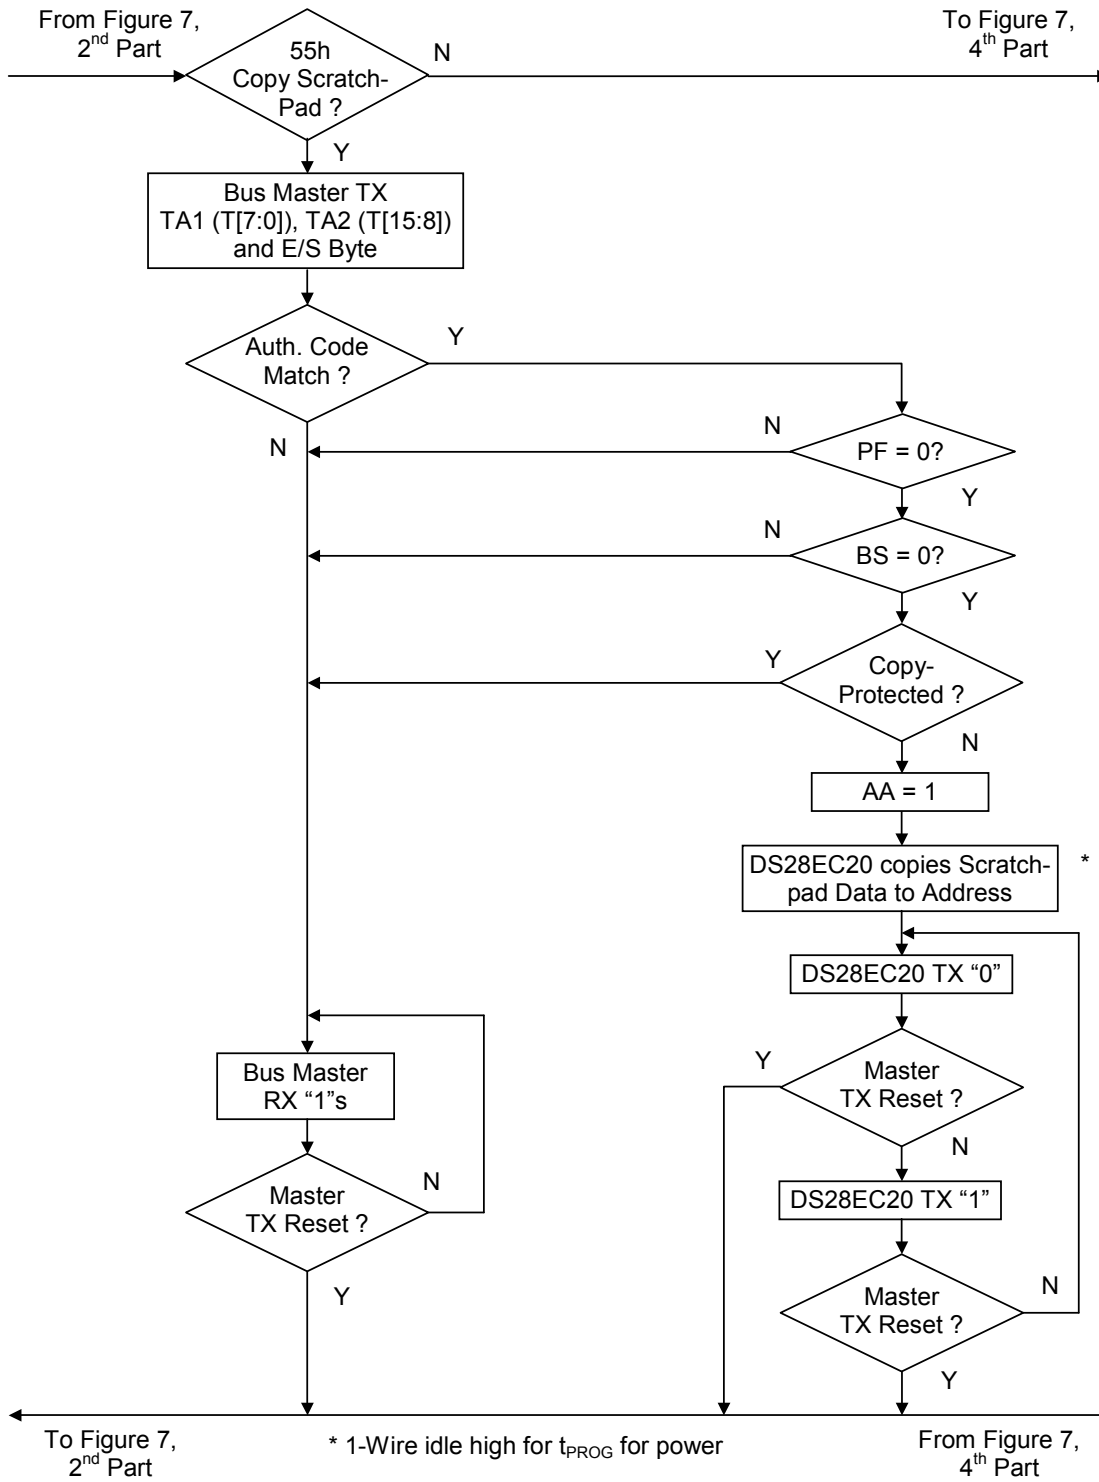 From Figure 7,
2nd Part
55h
Copy Scratch-
Pad ?
N
To Figure 7,
4th Part
Y
Bus Master TX
TA1 (T[7:0]), TA2 (T[15:8])
and E/S Byte
Auth. Code
Match ?
Y
N
PF = 0?
N
Y
BS = 0?
N
Y
Copy-
Protected ?
Y
N
AA = 1
DS28EC20 copies Scratch-
pad Data to Address
*
DS28EC20 TX “0”
Master
TX Reset ?
Y
N
DS28EC20 TX “1”
Master
TX Reset ?
N
Y
Bus Master
RX “1”s
Master
TX Reset ?
N
Y
To Figure 7,
2nd Part
* 1-Wire idle high for tPROG for power
From Figure 7,
4th Part